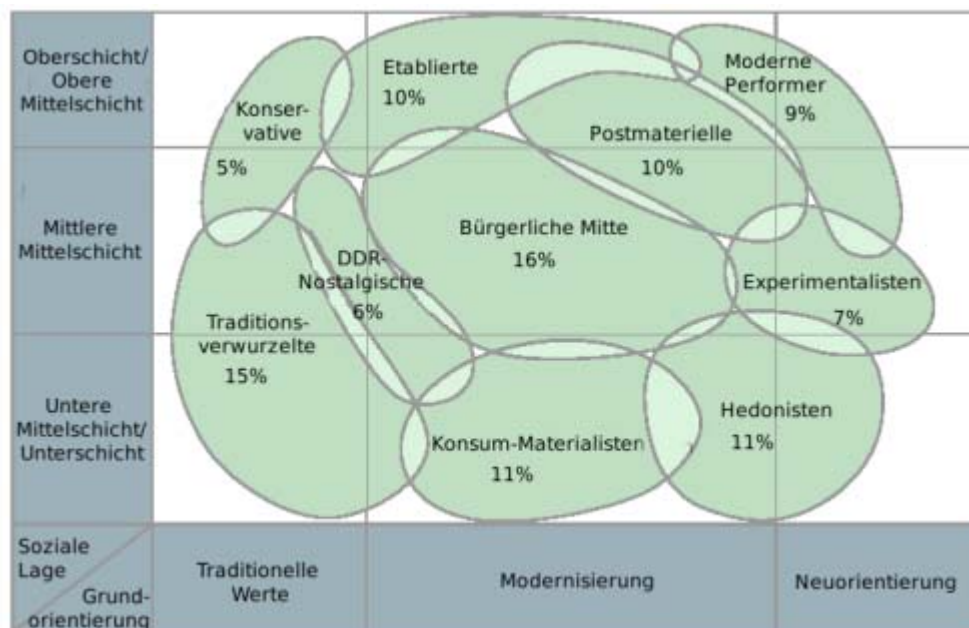 Oberschicht/
Obere
Mittelschicht
Konser-
vative
5%
Etablierte
10%
Moderne
Performer
9%
Postmaterielle
10%
Mittlere
Mittelschicht
Bürgerliche Mitte
16%
DDR-
Nostalgische
6%
Experimentalisten
7%
Traditions-
verwurzelte
15%
Untere
Mittelschicht/
Unterschicht
Konsum-Materialisten
11%
Hedonisten
11%
Soziale
Lage
Grund-
orientierung
Traditionelle
Werte
Modernisierung
Neuorientierung